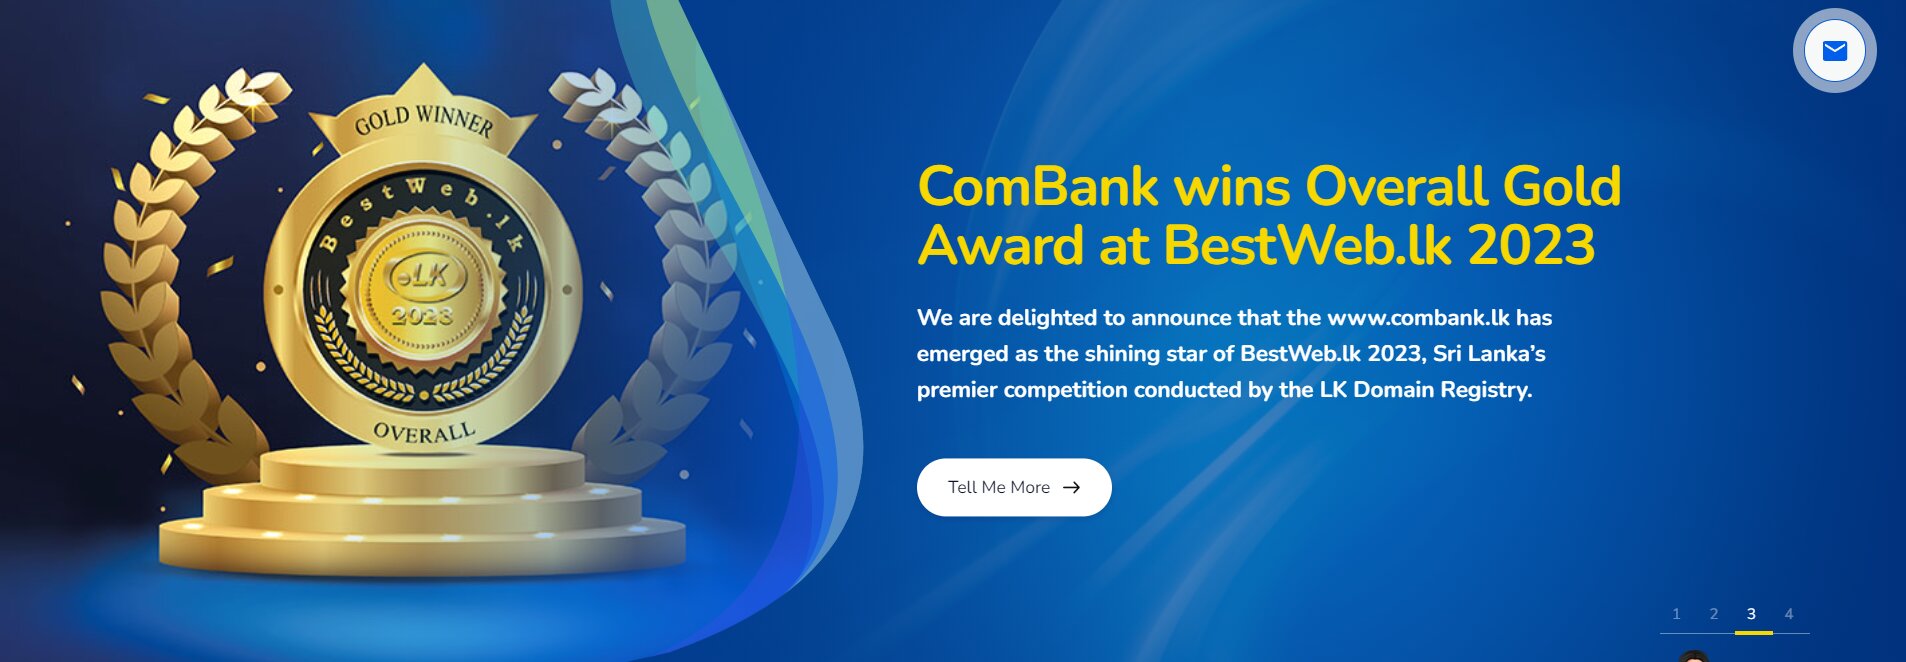 GOLD WINNER
BestWeb.lk
eLK
2023
OVERALL
ComBank wins Overall Gold
Award at BestWeb.lk 2023
We are delighted to announce that the www.combank.lk has
emerged as the shining star of BestWeb.lk 2023, Sri Lanka’s
premier competition conducted by the LK Domain Registry.
Tell Me More
1 2 3 4